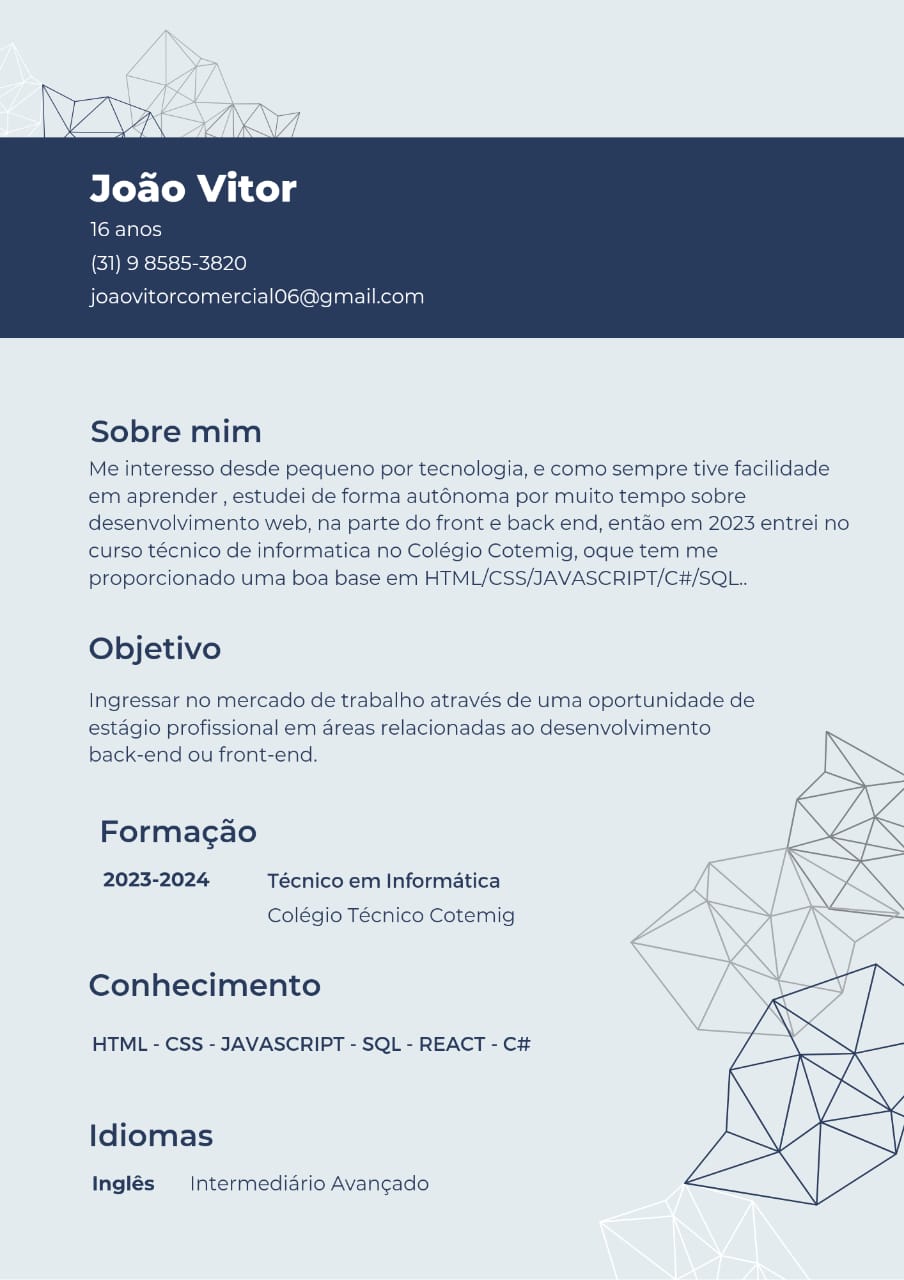 João Vitor
16 anos
(31) 9 8585-3820
joaovitorcomercial06@gmail.com
Sobre mim
Me interesso desde pequeno por tecnologia, e como sempre tive facilidade
em aprender , estudei de forma autônoma por muito tempo sobre
desenvolvimento web, na parte do front e back end, então em 2023 entrei no
curso técnico de informatica no Colégio Cotemig, oque tem me
proporcionado uma boa base em HTML/CSS/JAVASCRIPT/C#/SQL..
Objetivo
Ingressar no mercado de trabalho através de uma oportunidade de
estágio profissional em áreas relacionadas ao desenvolvimento
back-end ou front-end.
Formação
2023-2024 Técnico em Informática
Colégio Técnico Cotemig
Conhecimento
HTML - CSS - JAVASCRIPT - SQL - REACT - C#
Idiomas
Inglês Intermediário Avançado